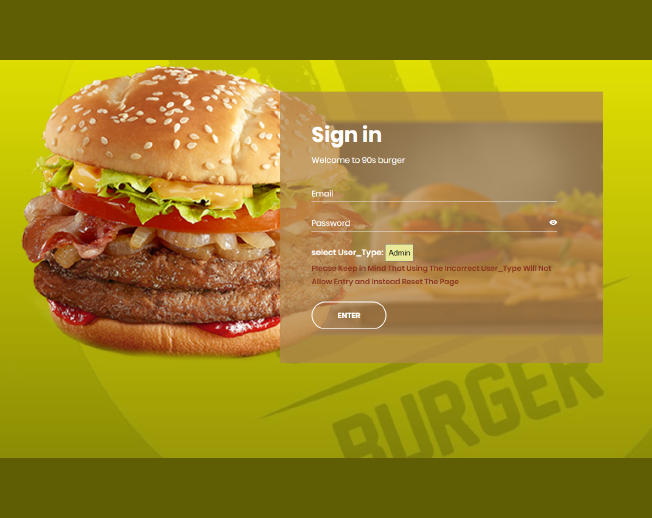 Sign in
Welcome to 90s burger
Email
Password
select User_Type: Admin
Please Keep in Mind That Using The Incorrect User_Type Will Not
Allow Entry and Instead Reset The Page
ENTER
BURGER